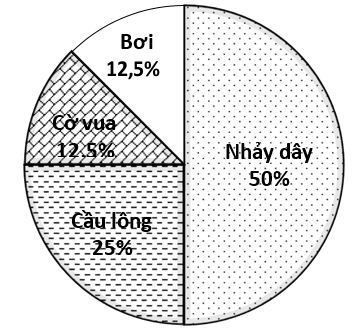 Bơi
12,5%
Cờ vua
12.5%
Nhảy dây
50%
Cầu lông
25%